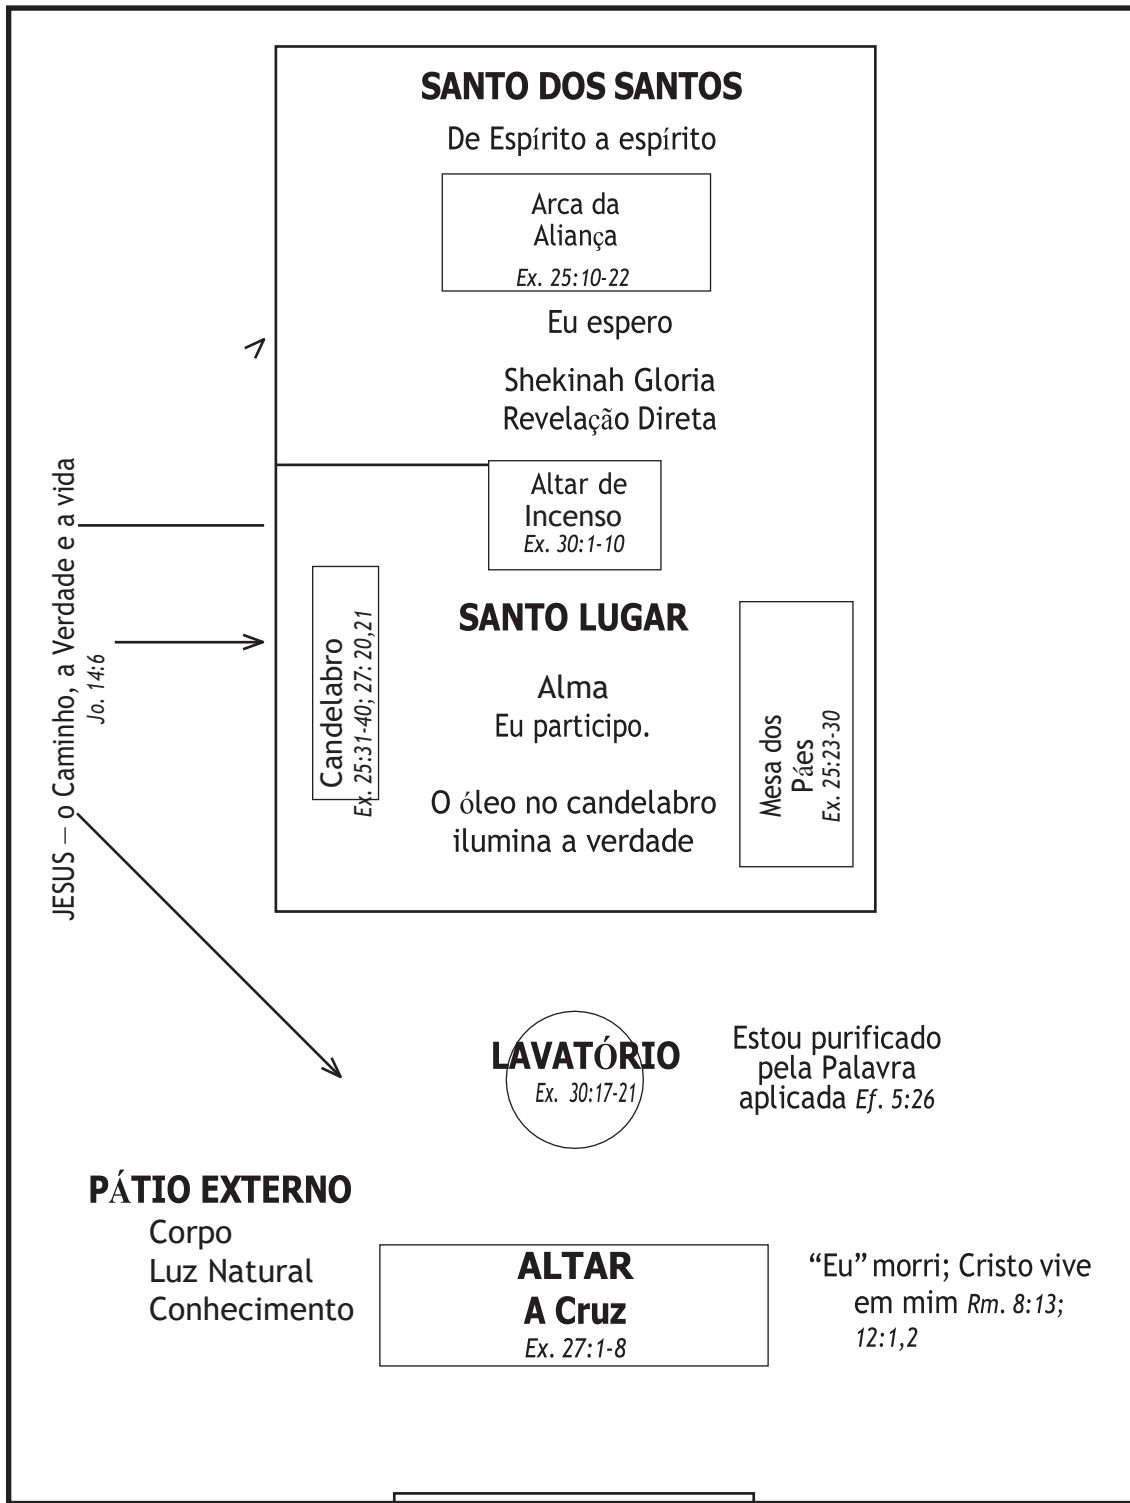 SANTO DOS SANTOS
De Espírito a espírito
Arca da
Aliança
Ex. 25:10-22
Eu espero
Shekinah Gloria
Revelação Direta
Altar de
Incenso
Ex. 30:1-10
JESUS — o Caminho, a Verdade e a vida
Jo. 14:6
Candelabro
Ex. 25:31-40; 27: 20,21
SANTO LUGAR
Alma
Eu participo.
O óleo no candelabro
ilumina a verdade
Mesa dos
Páes
Ex. 25:23-30
LAVATÓRIO
Ex. 30:17-21
Estou purificado
pela Palavra
aplicada Ef. 5:26
PÁTIO EXTERNO
Corpo
Luz Natural
Conhecimento
ALTAR
A Cruz
Ex. 27:1-8
“Eu” morri; Cristo vive
em mim Rm. 8:13;
12:1,2